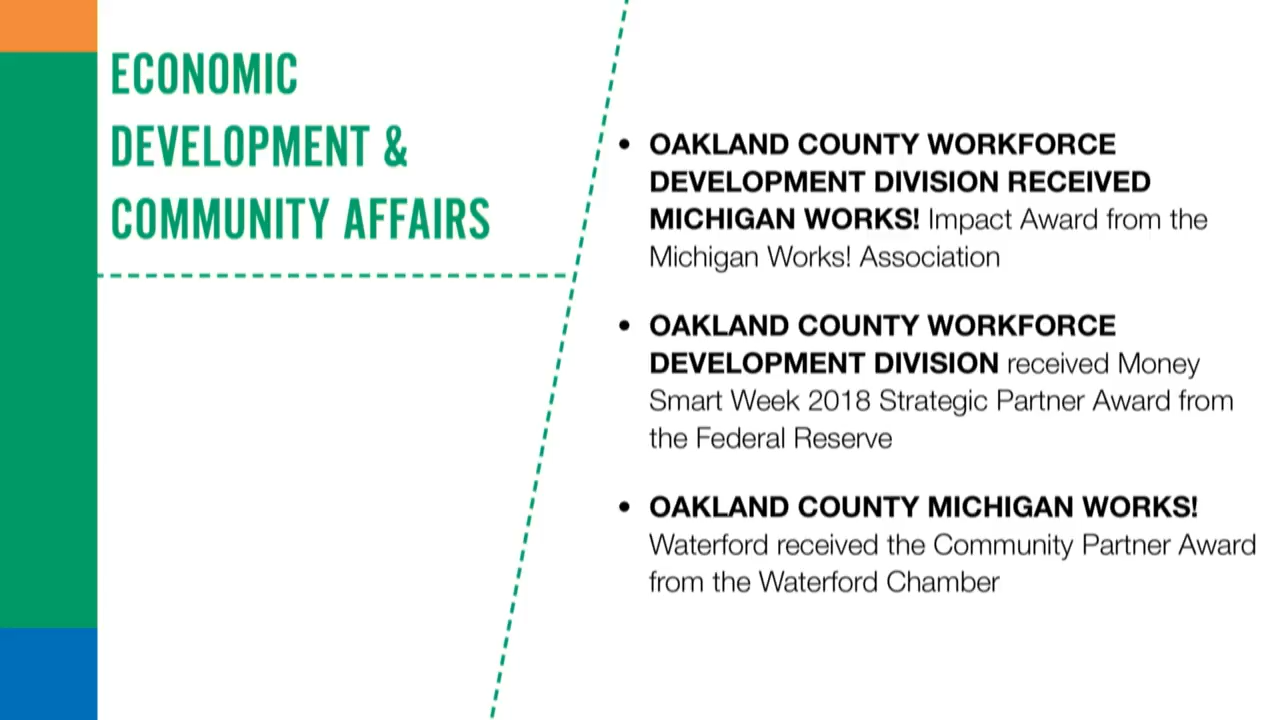 ECONOMIC
DEVELOPMENT &
COMMUNITY AFFAIRS
• OAKLAND COUNTY WORKFORCE
DEVELOPMENT DIVISION RECEIVED
MICHIGAN WORKS! Impact Award from the
Michigan Works! Association
• OAKLAND COUNTY WORKFORCE
DEVELOPMENT DIVISION received Money
Smart Week 2018 Strategic Partner Award from
the Federal Reserve
• OAKLAND COUNTY MICHIGAN WORKS!
Waterford received the Community Partner Award
from the Waterford Chamber